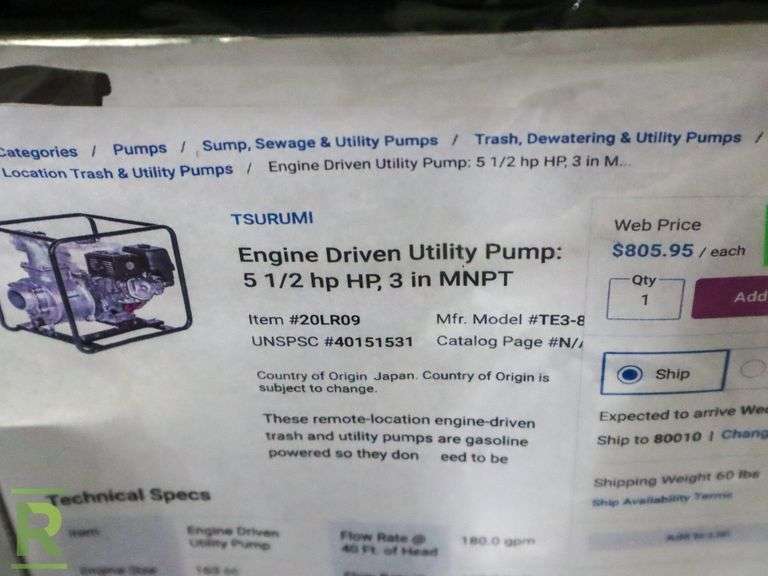 Categories / Pumps / Sump, Sewage & Utility Pumps / Trash, Dewatering & Utility Pumps /
Location Trash & Utility Pumps / Engine Driven Utility Pump: 5 1/2 hp HP, 3 in M...
TSURUMI
Engine Driven Utility Pump:
5 1/2 hp HP, 3 in MNPT
Item #20LR09 Mfr. Model #TE3-8
UNSPSC #40151531 Catalog Page #N/
Country of Origin Japan. Country of Origin is
subject to change.
These remote-location engine-driven
trash and utility pumps are gasoline
powered so they don eed to be
Web Price
$805.95 / each
Qty
1
Add
Ship
Expected to arrive Wed
Ship to 80010 | Chang
Shipping Weight 60 lbs
Ship Availability Terms
Technical Specs
Item
Engine Driven
Utility Pump
Flow Rate @
40 Ft. of Head
180.0 gpm
R